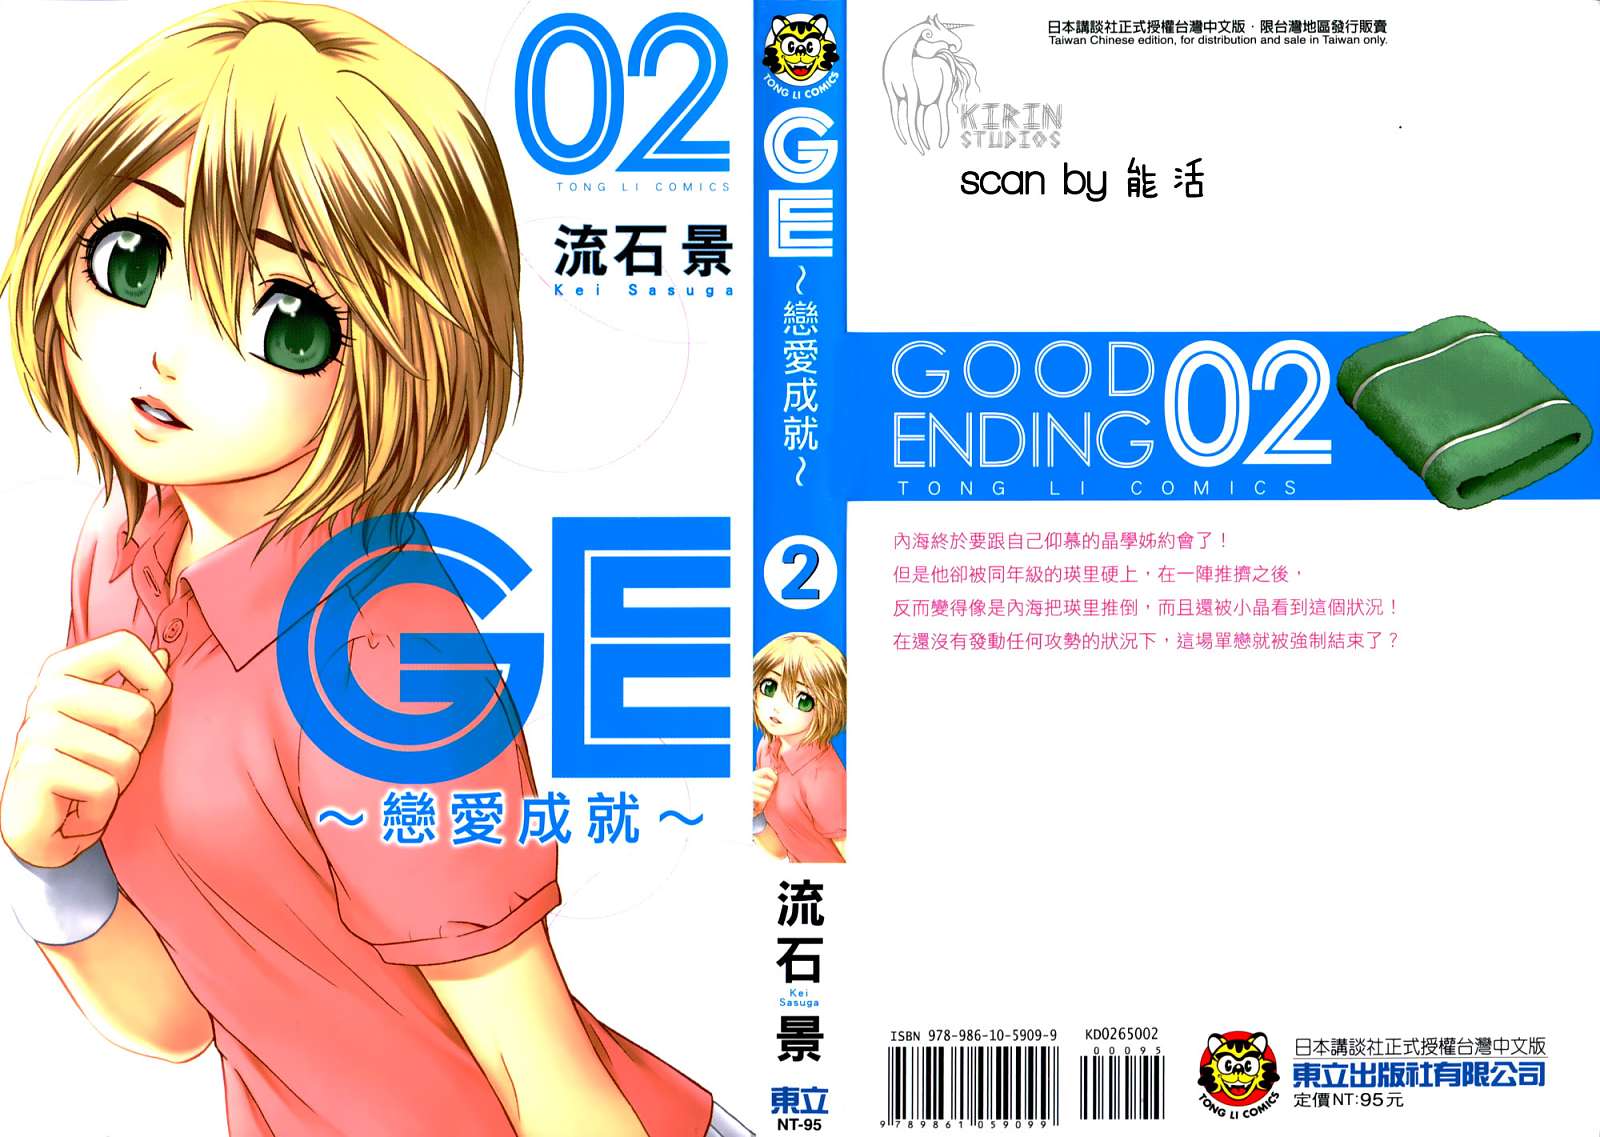 02
TONG LI COMICS
流石景
Kei Sasuga
GE
～戀愛成就～
TONG LI COMICS
GE
～戀愛成就～
2
流石景
Kei
Sasuga
東立
NT-95
日本講談社正式授權台灣中文版・限台灣地區發行販賣
Taiwan Chinese edition, for distribution and sale in Taiwan only.
KIRIN
STUDIOS
scan by 能活
GOOD
ENDING 02
TONG LI COMICS
內海終於要跟自己仰慕的晶學姊約會了！
但是他卻被同年級的瑛里硬上，在一陣推擠之後，
反而變得像是內海把瑛里推倒，而且還被小晶看到這個狀況！
在還沒有發動任何攻勢的狀況下，這場單戀就被強制結束了？
ISBN 978-986-10-5909-9
KD0265002
00095
9789861059099
TONG LI COMICS
日本講談社正式授權台灣中文版
東立出版社有限公司
定價NT:95元